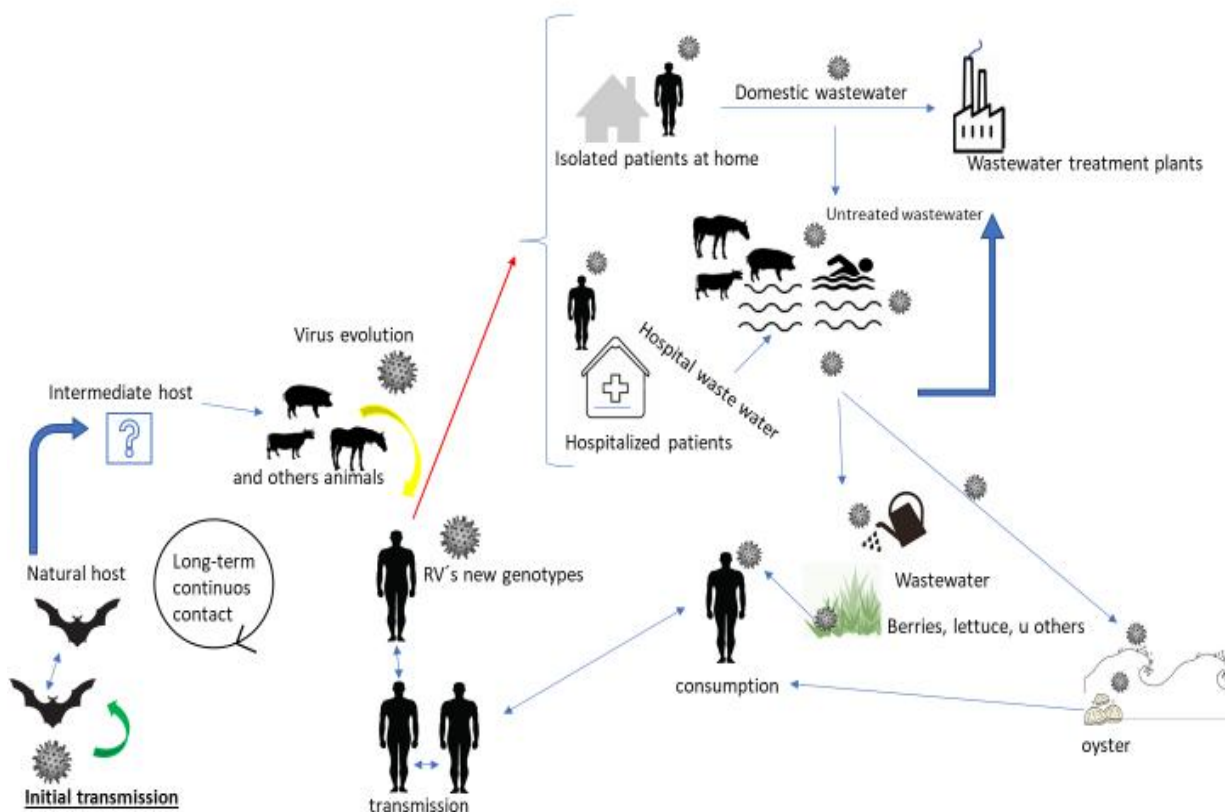 Domestic wastewater
Isolated patients at home
Wastewater treatment plants
Untreated wastewater
Hospital waste water
Hospitalized patients
Virus evolution
Intermediate host
?
and others animals
Natural host
Long-term
continuos
contact
RV´s new genotypes
Initial transmission
transmission
consumption
Wastewater
Berries, lettuce, u others
oyster